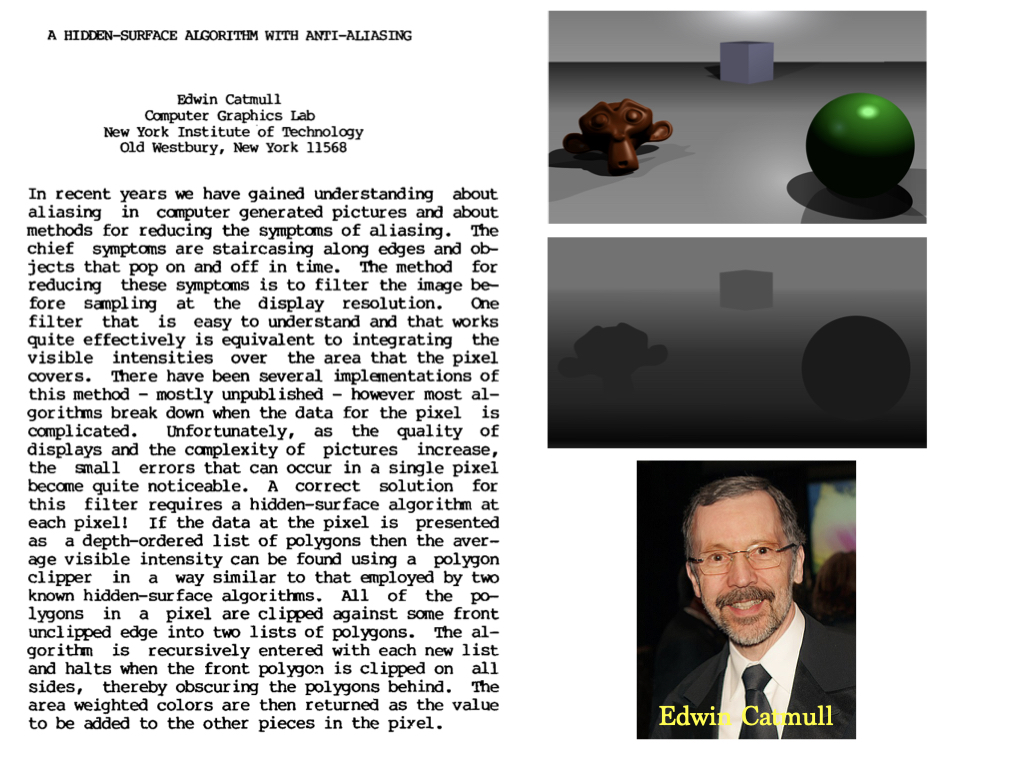 A HIDDEN-SURFACE ALGORITHM WITH ANTI-ALIASING
Edwin Catmull
Computer Graphics Lab
New York Institute of Technology
Old Westbury, New York 11568
In recent years we have gained understanding about
aliasing in computer generated pictures and about
methods for reducing the symptoms of aliasing. The
chief symptoms are staircasing along edges and ob-
jects that pop on and off in time. The method for
reducing these symptoms is to filter the image be-
fore sampling at the display resolution. One
filter that is easy to understand and that works
quite effectively is equivalent to integrating the
visible intensities over the area that the pixel
covers. There have been several implementations of
this method - mostly unpublished - however most al-
gorithms break down when the data for the pixel is
complicated. Unfortunately, as the quality of
displays and the complexity of pictures increase,
the small errors that can occur in a single pixel
become quite noticeable. A correct solution for
this filter requires a hidden-surface algorithm at
each pixel! If the data at the pixel is presented
as a depth-ordered list of polygons then the aver-
age visible intensity can be found using a polygon
clipper in a way similar to that employed by two
known hidden-surface algorithms. All of the po-
lygons in a pixel are clipped against some front
unclipped edge into two lists of polygons. The al-
gorithm is recursively entered with each new list
and halts when the front polygon is clipped on all
sides, thereby obscuring the polygons behind. The
area weighted colors are then returned as the value
to be added to the other pieces in the pixel.
Edwin Catmull